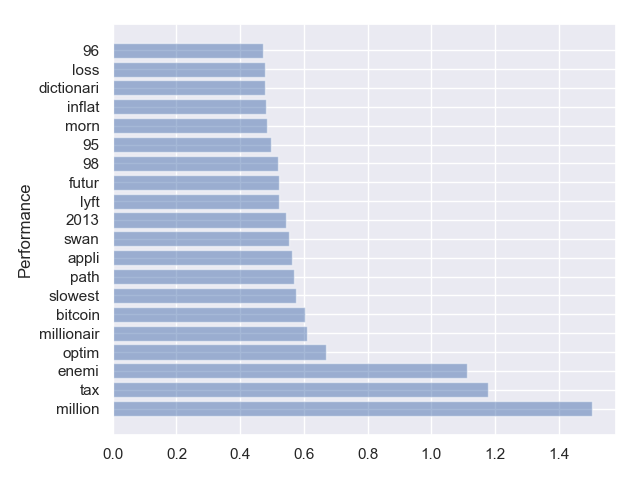 96
loss
dictionari
inflat
morn
95
98
futur
lyft
2013
swan
appli
path
slowest
bitcoin
millionair
optim
enemi
tax
million
Performance
0.0 0.2 0.4 0.6 0.8 1.0 1.2 1.4